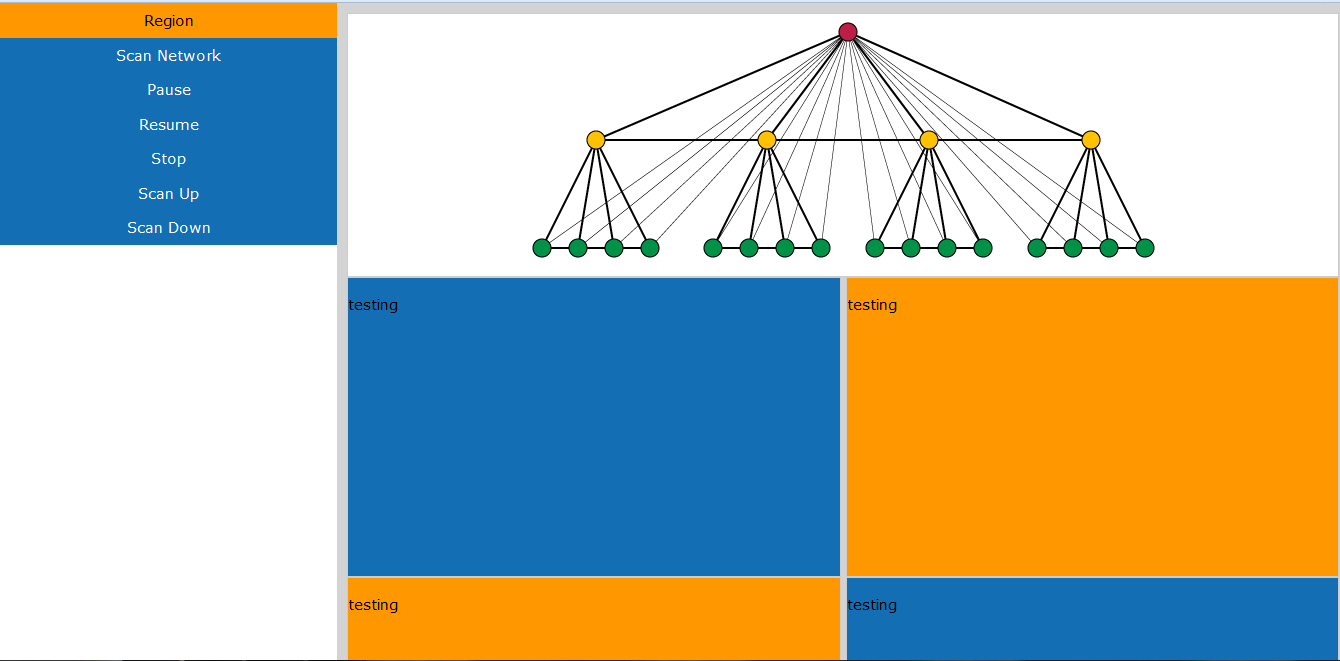 Region
Scan Network
Pause
Resume
Stop
Scan Up
Scan Down
testing
testing
testing
testing